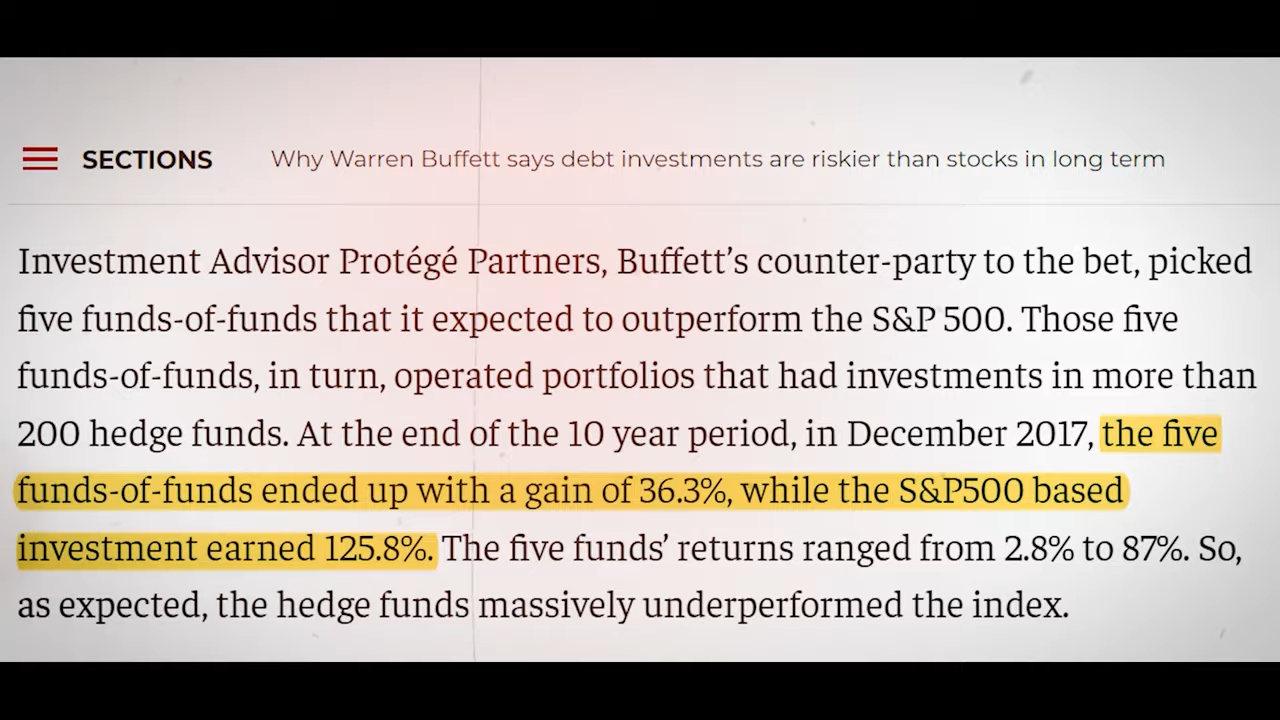 SECTIONS Why Warren Buffett says debt investments are riskier than stocks in long term
Investment Advisor Protégé Partners, Buffett’s counter-party to the bet, picked
five funds-of-funds that it expected to outperform the S&P 500. Those five
funds-of-funds, in turn, operated portfolios that had investments in more than
200 hedge funds. At the end of the 10 year period, in December 2017, the five
funds-of-funds ended up with a gain of 36.3%, while the S&P500 based
investment earned 125.8%. The five funds’ returns ranged from 2.8% to 87%. So,
as expected, the hedge funds massively underperformed the index.